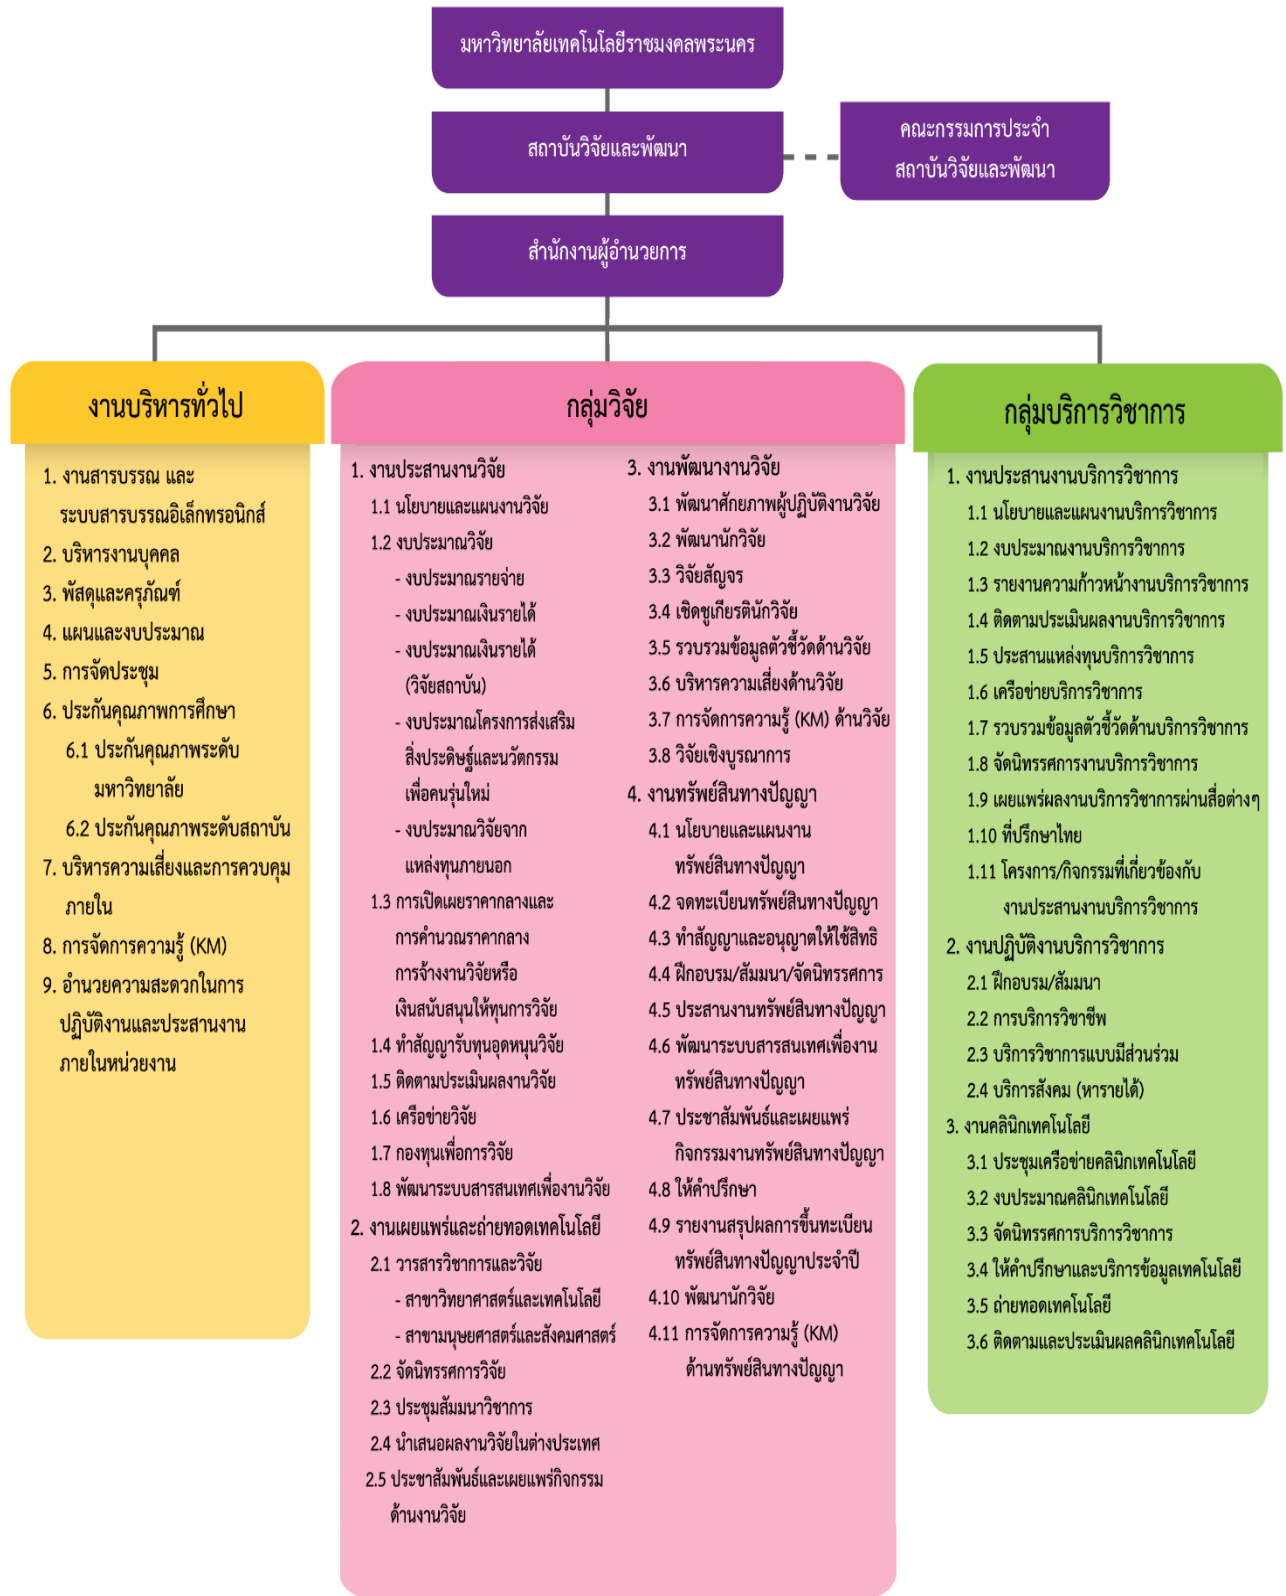 มหาวิทยาลัยเทคโนโลยีราชมงคลพระนคร
สถาบันวิจัยและพัฒนา
คณะกรรมการประจำ
สถาบันวิจัยและพัฒนา
สำนักงานผู้อำนวยการ
งานบริหารทั่วไป
1. งานสารบรรณ และ
ระบบสารบรรณอิเล็กทรอนิกส์
2. บริหารงานบุคคล
3. พัสดุและครุภัณฑ์
4. แผนและงบประมาณ
5. การจัดประชุม
6. ประกันคุณภาพการศึกษา
6.1 ประกันคุณภาพระดับ
มหาวิทยาลัย
6.2 ประกันคุณภาพระดับสถาบัน
7. บริหารความเสี่ยงและการควบคุม
ภายใน
8. การจัดการความรู้ (KM)
9. อำนวยความสะดวกในการ
ปฏิบัติงานและประสานงาน
ภายในหน่วยงาน
กลุ่มวิจัย
1. งานประสานงานวิจัย
1.1 นโยบายและแผนงานวิจัย
1.2 งบประมาณวิจัย
- งบประมาณรายจ่าย
- งบประมาณเงินรายได้
- งบประมาณเงินรายได้
(วิจัยสถาบัน)
- งบประมาณโครงการส่งเสริม
สิ่งประดิษฐ์และนวัตกรรม
เพื่อคนรุ่นใหม่
- งบประมาณวิจัยจาก
แหล่งทุนภายนอก
1.3 การเปิดเผยราคากลางและ
การคำนวณราคากลาง
การจ้างงานวิจัยหรือ
เงินสนับสนุนให้ทุนการวิจัย
1.4 ทำสัญญารับทุนอุดหนุนวิจัย
1.5 ติดตามประเมินผลงานวิจัย
1.6 เครือข่ายวิจัย
1.7 กองทุนเพื่อการวิจัย
1.8 พัฒนาระบบสารสนเทศเพื่องานวิจัย
2. งานเผยแพร่และถ่ายทอดเทคโนโลยี
2.1 วารสารวิชาการและวิจัย
- สาขาวิทยาศาสตร์และเทคโนโลยี
- สาขามนุษยศาสตร์และสังคมศาสตร์
2.2 จัดนิทรรศการวิจัย
2.3 ประชุมสัมมนาวิชาการ
2.4 นำเสนอผลงานวิจัยในต่างประเทศ
2.5 ประชาสัมพันธ์และเผยแพร่กิจกรรม
ด้านงานวิจัย
3. งานพัฒนางานวิจัย
3.1 พัฒนาศักยภาพผู้ปฏิบัติงานวิจัย
3.2 พัฒนานักวิจัย
3.3 วิจัยสัญจร
3.4 เชิดชูเกียรตินักวิจัย
3.5 รวบรวมข้อมูลตัวชี้วัดด้านวิจัย
3.6 บริหารความเสี่ยงด้านวิจัย
3.7 การจัดการความรู้ (KM) ด้านวิจัย
3.8 วิจัยเชิงบูรณาการ
4. งานทรัพย์สินทางปัญญา
4.1 นโยบายและแผนงาน
ทรัพย์สินทางปัญญา
4.2 จดทะเบียนทรัพย์สินทางปัญญา
4.3 ทำสัญญาและอนุญาตให้ใช้สิทธิ
4.4 ฝึกอบรม/สัมมนา/จัดนิทรรศการ
4.5 ประสานงานทรัพย์สินทางปัญญา
4.6 พัฒนาระบบสารสนเทศเพื่องาน
ทรัพย์สินทางปัญญา
4.7 ประชาสัมพันธ์และเผยแพร่
กิจกรรมงานทรัพย์สินทางปัญญา
4.8 ให้คำปรึกษา
4.9 รายงานสรุปผลการขึ้นทะเบียน
ทรัพย์สินทางปัญญาประจำปี
4.10 พัฒนานักวิจัย
4.11 การจัดการความรู้ (KM)
ด้านทรัพย์สินทางปัญญา
กลุ่มบริการวิชาการ
1. งานประสานงานบริการวิชาการ
1.1 นโยบายและแผนงานบริการวิชาการ
1.2 งบประมาณงานบริการวิชาการ
1.3 รายงานความก้าวหน้างานบริการวิชาการ
1.4 ติดตามประเมินผลงานบริการวิชาการ
1.5 ประสานแหล่งทุนบริการวิชาการ
1.6 เครือข่ายบริการวิชาการ
1.7 รวบรวมข้อมูลตัวชี้วัดด้านบริการวิชาการ
1.8 จัดนิทรรศการงานบริการวิชาการ
1.9 เผยแพร่ผลงานบริการวิชาการผ่านสื่อต่างๆ
1.10 ที่ปรึกษาไทย
1.11 โครงการ/กิจกรรมที่เกี่ยวข้องกับ
งานประสานงานบริการวิชาการ
2. งานปฏิบัติงานบริการวิชาการ
2.1 ฝึกอบรม/สัมมนา
2.2 การบริการวิชาชีพ
2.3 บริการวิชาการแบบมีส่วนร่วม
2.4 บริการสังคม (หารายได้)
3. งานคลินิกเทคโนโลยี
3.1 ประชุมเครือข่ายคลินิกเทคโนโลยี
3.2 งบประมาณคลินิกเทคโนโลยี
3.3 จัดนิทรรศการบริการวิชาการ
3.4 ให้คำปรึกษาและบริการข้อมูลเทคโนโลยี
3.5 ถ่ายทอดเทคโนโลยี
3.6 ติดตามและประเมินผลคลินิกเทคโนโลยี